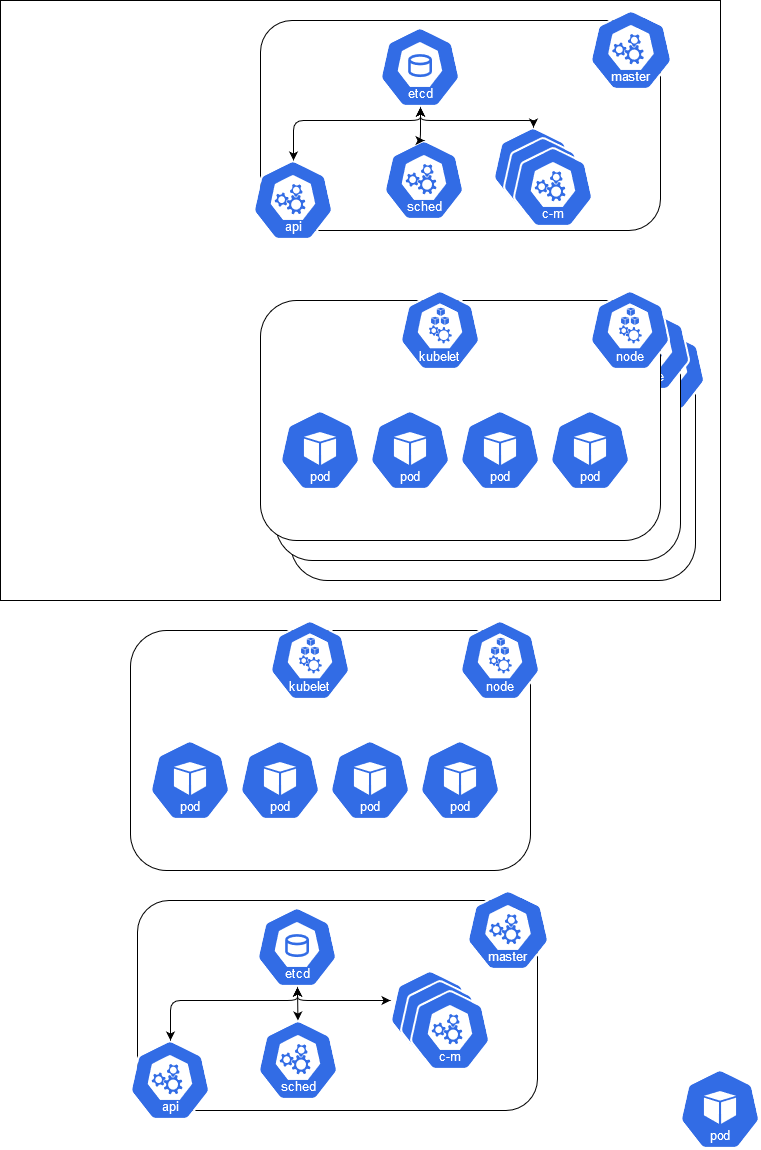 master
etcd
api
sched
c-m
kubelet
node
pod
pod
pod
pod
kubelet
node
pod
pod
pod
pod
master
etcd
c-m
sched
api
pod